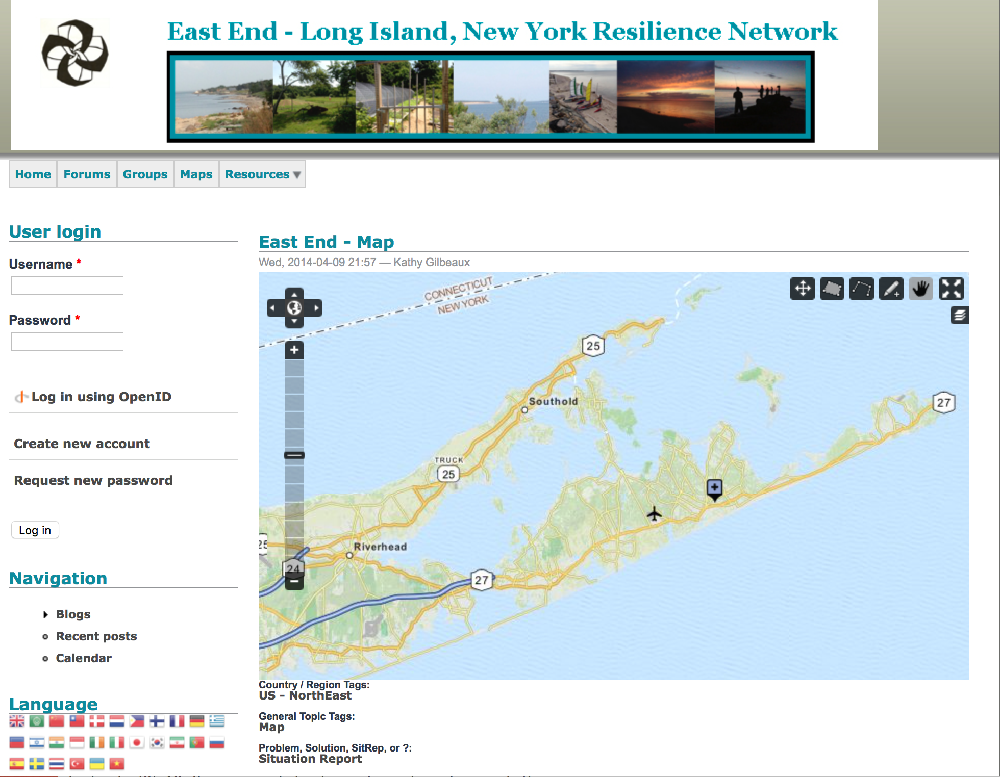 East End - Long Island, New York Resilience Network
Home Forums Groups Maps Resources
User login
Username *
Password *
Log in using OpenID
Create new account
Request new password
Log in
Navigation
Blogs
Recent posts
Calendar
Language
East End - Map
Wed, 2014-04-09 21:57 — Kathy Gilbeaux
CONNECTICUT
NEW YORK
25
27
Southold
TRUCK
25
Riverhead
25
24
27
Country / Region Tags:
US - NorthEast
General Topic Tags:
Map
Problem, Solution, SitRep, or ?:
Situation Report